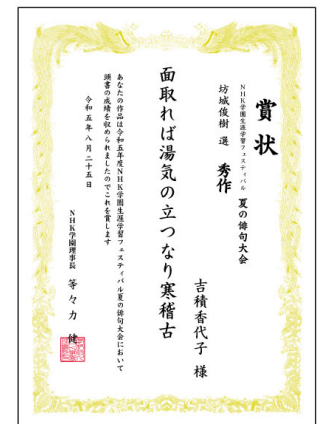 賞状
NHK学園生涯学習フェスティバル 夏の俳句大会
坊城俊樹 選 秀作
吉積香代子 様
面取れば湯気の立つなり寒稽古
あなたの作品は令和五年度NHK学園生涯学習フェスティバル夏の俳句大会において
頭書の成績を収められましたのでこれを賞します
令和五年八月二十五日
NHK学園理事長 等々力 健